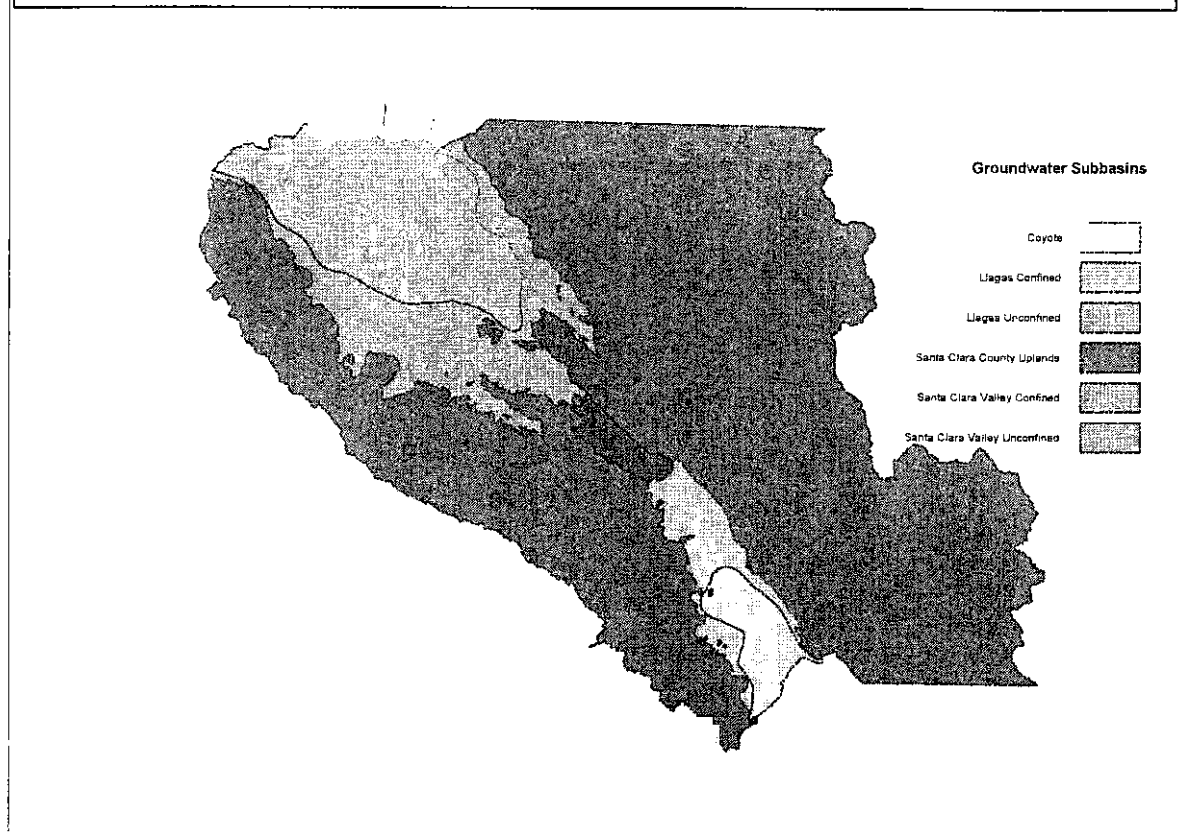 Groundwater Subbasins
Coyote
Llagas Confined
Llagas Unconfined
Santa Clara County Uplands
Santa Clara Valley Confined
Santa Clara Valley Unconfined